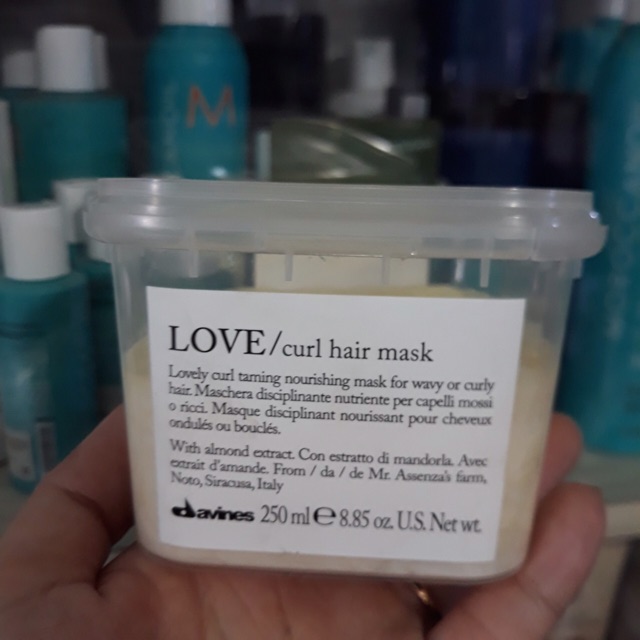 M
LOVE/curl hair mask
Lovely curl taming nourishing mask for wavy or curly
hair. Maschera disciplinante nutriente per capelli mossi
o ricci. Masque disciplinant nourissant pour cheveux
ondulés ou bouclés.
With almond extract. Con estratto di mandorla. Avec
extrait d'amande. From / da / de Mr. Assenza's farm,
Noto, Siracusa, Italy
davines 250 ml ℮ 8.85 oz. U.S. Net wt.